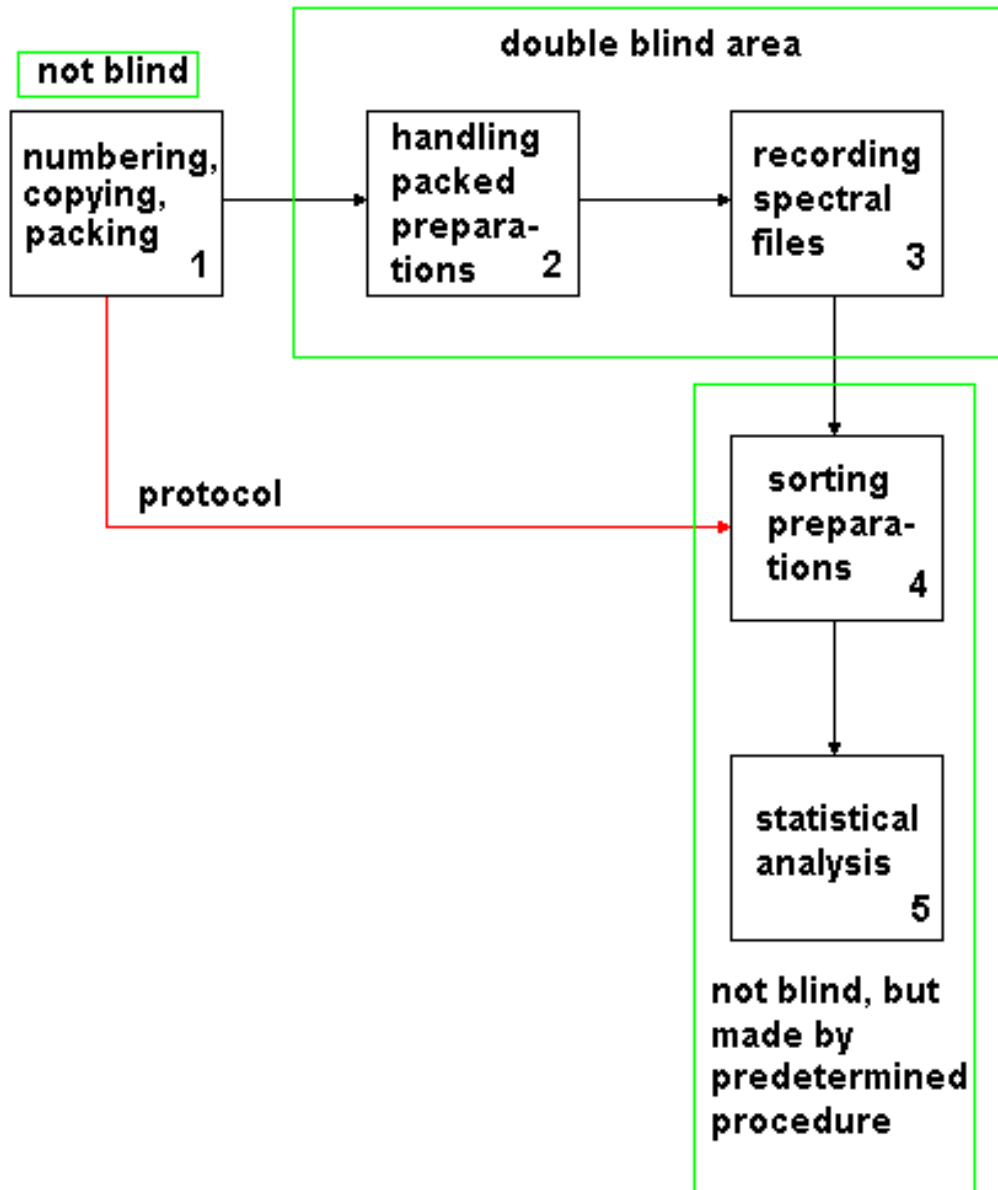 double blind area
not blind
numbering,
copying,
packing
1
handling
packed
prepara-
tions
2
recording
spectral
files
3
protocol
sorting
prepara-
tions
4
statistical
analysis
5
not blind, but
made by
predetermined
procedure